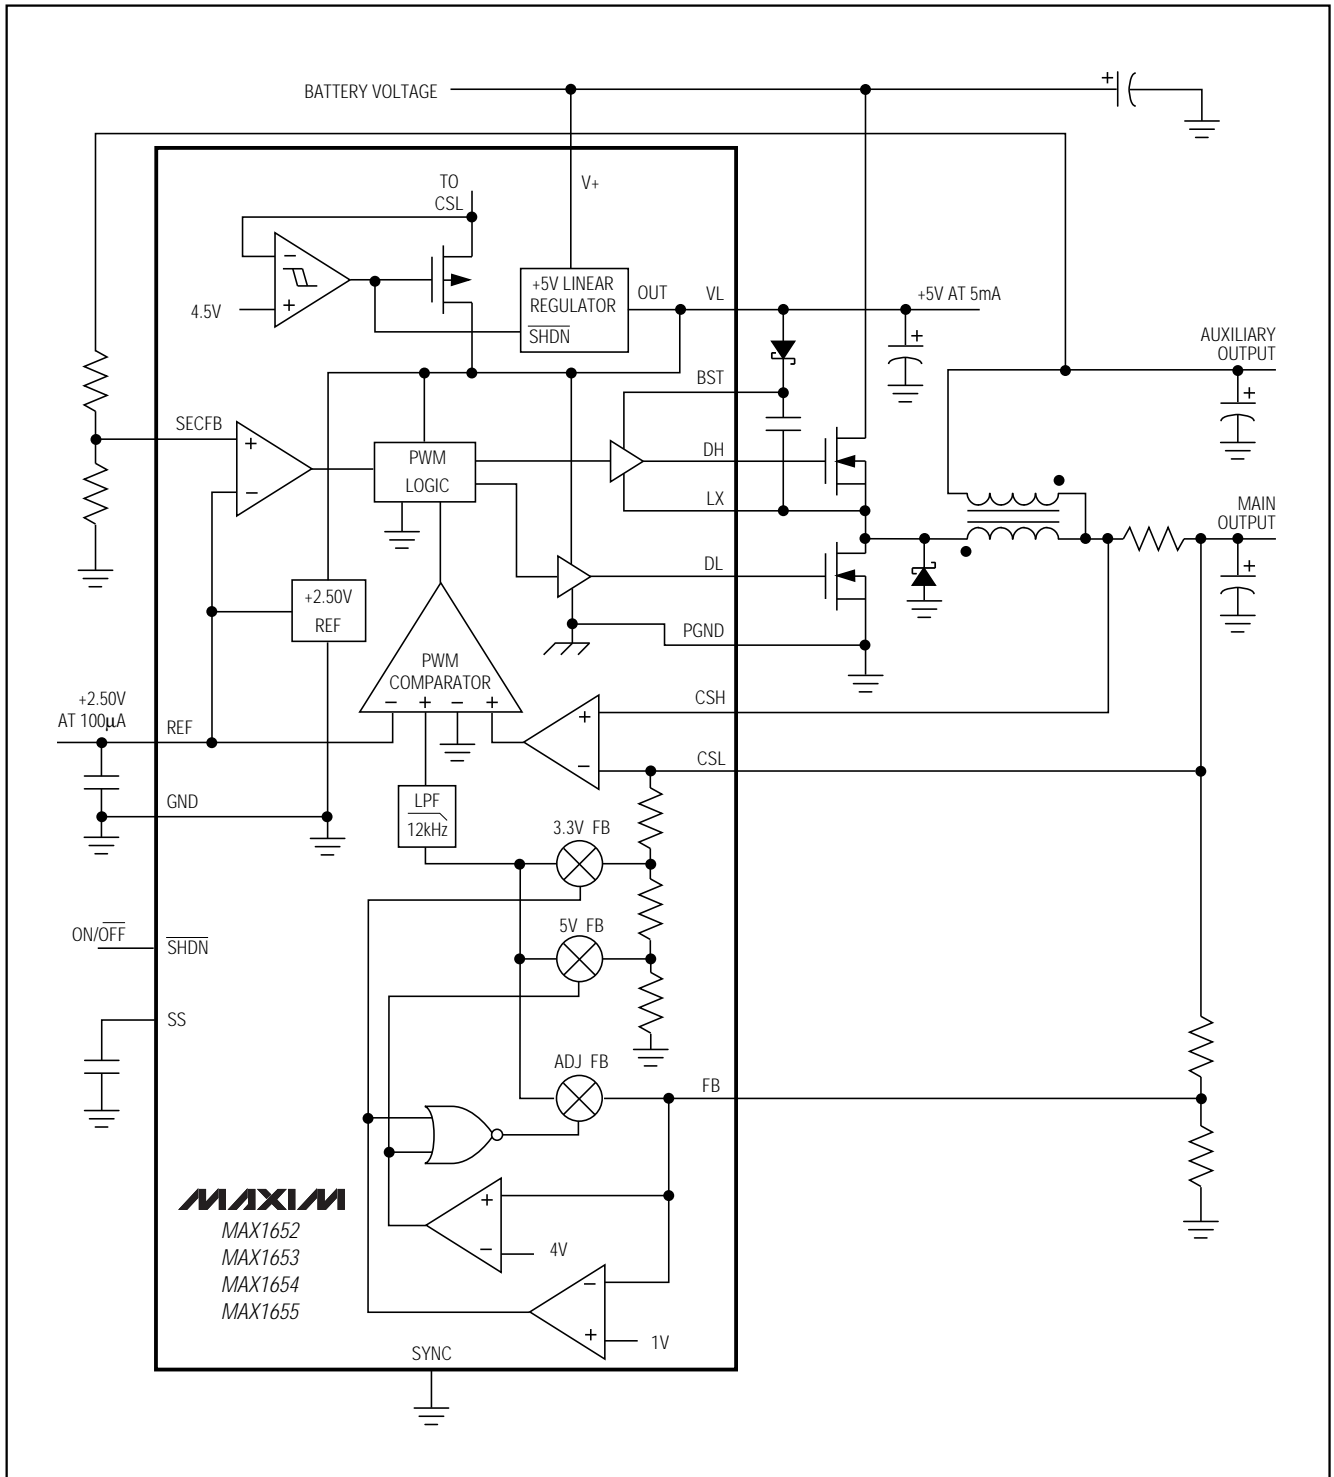 BATTERY VOLTAGE
TO
CSL
V+
4.5V
−
+
+5V LINEAR
REGULATOR
SHDN
OUT
VL
+5V AT 5mA
+
+
AUXILIARY
OUTPUT
+
BST
SECFB
+
−
PWM
LOGIC
DH
LX
MAIN
OUTPUT
+
DL
+2.50V
REF
PGND
PWM
COMPARATOR
− + − +
+2.50V
AT 100µA
REF
CSH
+
−
CSL
GND
LPF
12kHz
3.3V FB
ON/OFF
SHDN
5V FB
SS
ADJ FB
FB
MAXIM
MAX1652
MAX1653
MAX1654
MAX1655
+
−
4V
−
+
1V
SYNC